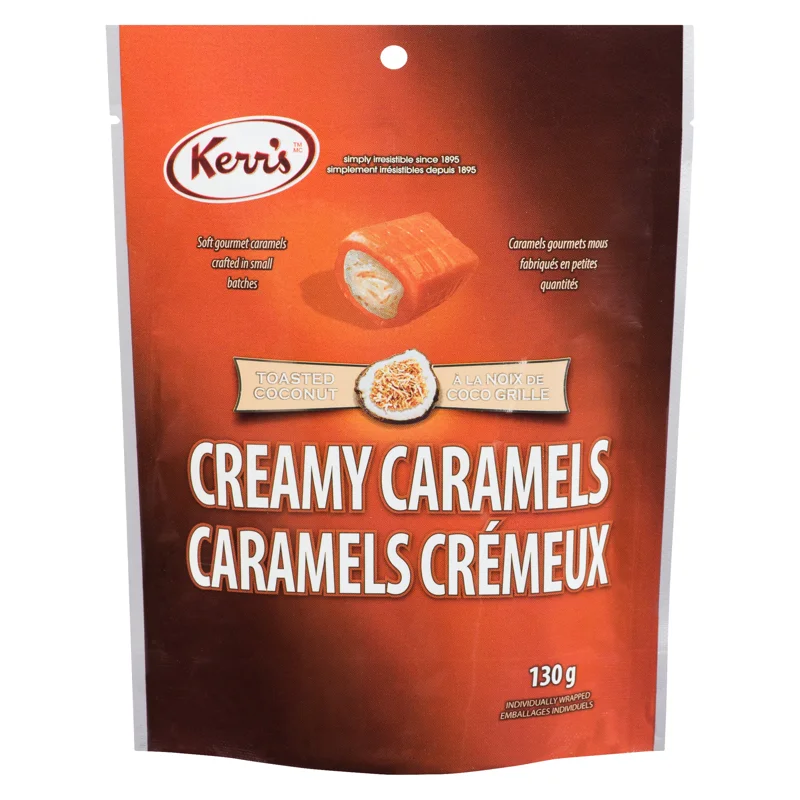 Kerr's
TM
MC
simply irresistible since 1895
simplement irrésistibles depuis 1895
Soft gourmet caramels
crafted in small
batches
Caramels gourmets mous
fabriqués en petites
quantités
TOASTED
COCONUT
À LA NOIX DE
COCO GRILLE
CREAMY CARAMELS
CARAMELS CRÉMEUX
130 g
INDIVIDUALLY WRAPPED
EMBALLAGES INDIVIDUELS